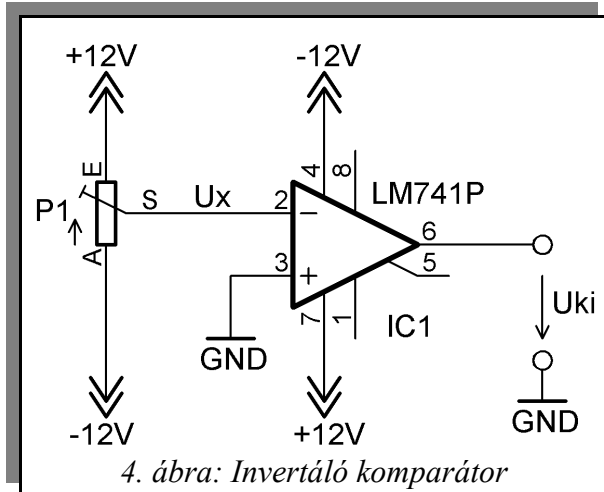 +12V
-12V
E
4
8
LM741P
P1
S
Ux
2
-
6
A
3
+
5
7
1
IC1
Uki
GND
GND
-12V
+12V
4. ábra: Invertáló komparátor